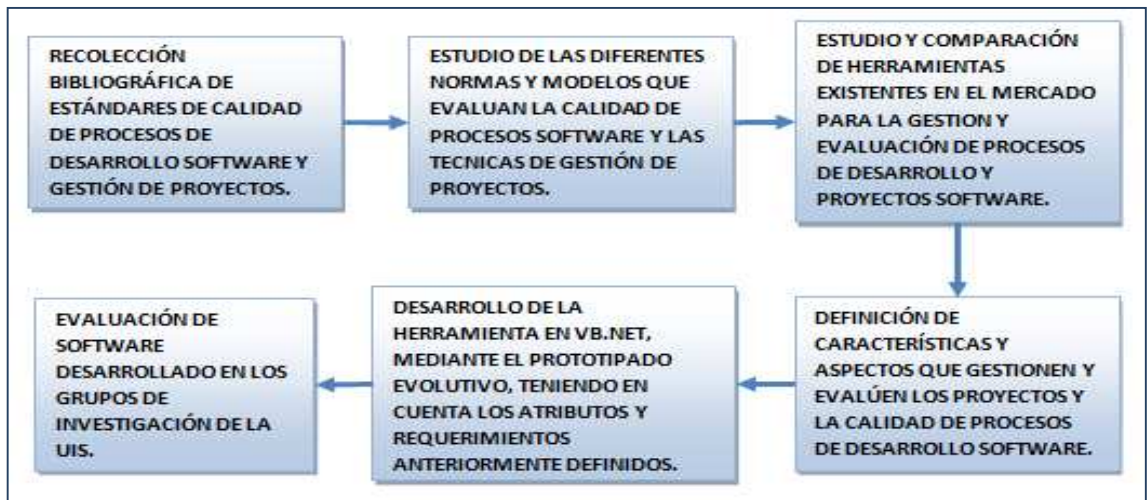 RECOLECCIÓN
BIBLIOGRÁFICA DE
ESTÁNDARES DE CALIDAD
DE PROCESOS DE
DESARROLLO SOFTWARE Y
GESTIÓN DE PROYECTOS.
ESTUDIO DE LAS DIFERENTES
NORMAS Y MODELOS QUE
EVALUAN LA CALIDAD DE
PROCESOS SOFTWARE Y LAS
TECNICAS DE GESTIÓN DE
PROYECTOS.
ESTUDIO Y COMPARACIÓN
DE HERRAMIENTAS
EXISTENTES EN EL MERCADO
PARA LA GESTION Y
EVALUACIÓN DE PROCESOS
DE DESARROLLO Y
PROYECTOS SOFTWARE.
DEFINICIÓN DE
CARACTERÍSTICAS Y
ASPECTOS QUE GESTIONEN Y
EVALÚEN LOS PROYECTOS Y
LA CALIDAD DE PROCESOS
DE DESARROLLO SOFTWARE.
DESARROLLO DE LA
HERRAMIENTA EN VB.NET,
MEDIANTE EL PROTOTIPADO
EVOLUTIVO, TENIENDO EN
CUENTA LOS ATRIBUTOS Y
REQUERIMIENTOS
ANTERIORMENTE DEFINIDOS.
EVALUACIÓN DE
SOFTWARE
DESARROLLADO EN LOS
GRUPOS DE
INVESTIGACIÓN DE LA
UIS.